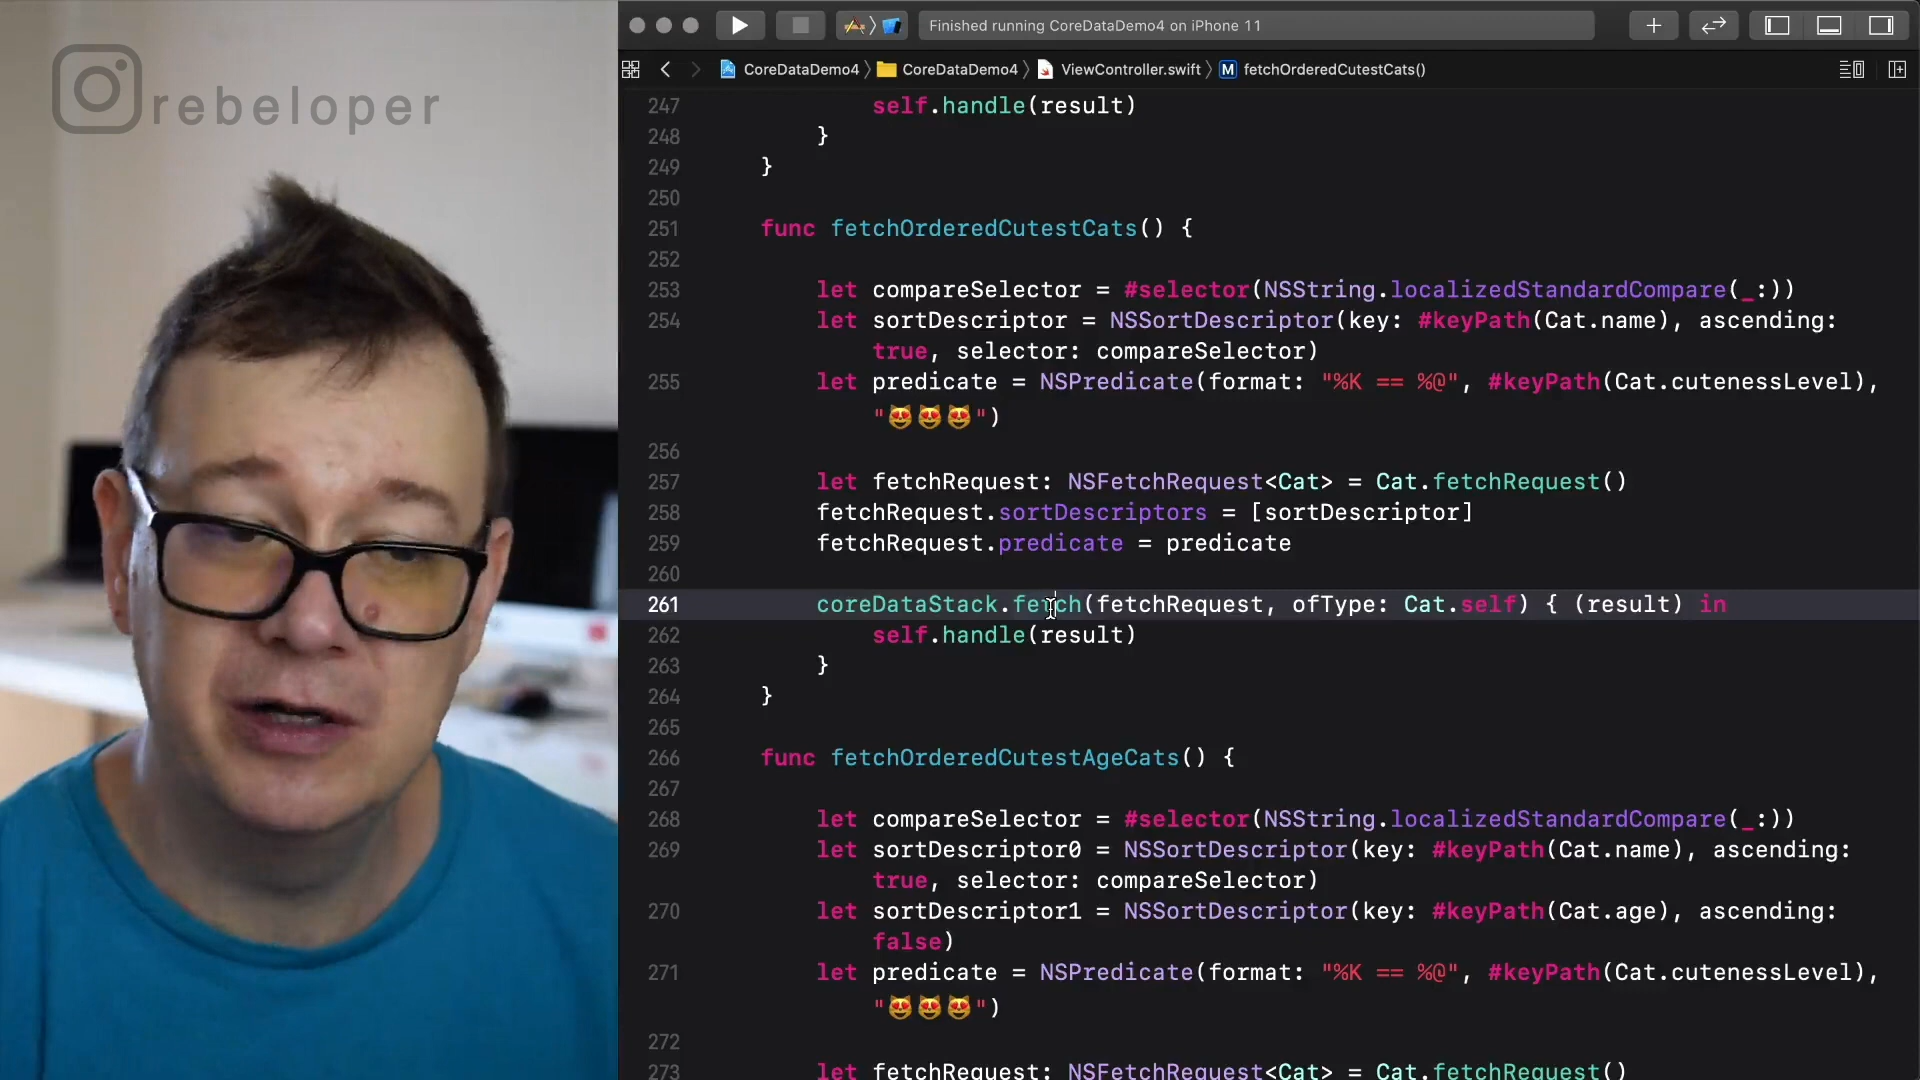 rebeloper
Finished running CoreDataDemo4 on iPhone 11
CoreDataDemo4 CoreDataDemo4 ViewController.swift M fetchOrderedCutestCats()
247 self.handle(result)
248 }
249 }
250
251 func fetchOrderedCutestCats() {
252
253 let compareSelector = #selector(NSString.localizedStandardCompare(_:))
254 let sortDescriptor = NSSortDescriptor(key: #keyPath(Cat.name), ascending:
true, selector: compareSelector)
255 let predicate = NSPredicate(format: "%K == %@", #keyPath(Cat.cutenessLevel),
"😻😻😻")
256
257 let fetchRequest: NSFetchRequest<Cat> = Cat.fetchRequest()
258 fetchRequest.sortDescriptors = [sortDescriptor]
259 fetchRequest.predicate = predicate
260
261 coreDataStack.fetch(fetchRequest, ofType: Cat.self) { (result) in
262 self.handle(result)
263 }
264 }
265
266 func fetchOrderedCutestAgeCats() {
267
268 let compareSelector = #selector(NSString.localizedStandardCompare(_:))
269 let sortDescriptor0 = NSSortDescriptor(key: #keyPath(Cat.name), ascending:
true, selector: compareSelector)
270 let sortDescriptor1 = NSSortDescriptor(key: #keyPath(Cat.age), ascending:
false)
271 let predicate = NSPredicate(format: "%K == %@", #keyPath(Cat.cutenessLevel),
"😻😻😻")
272
273 let fetchRequest: NSFetchRequest<Cat> = Cat.fetchRequest()